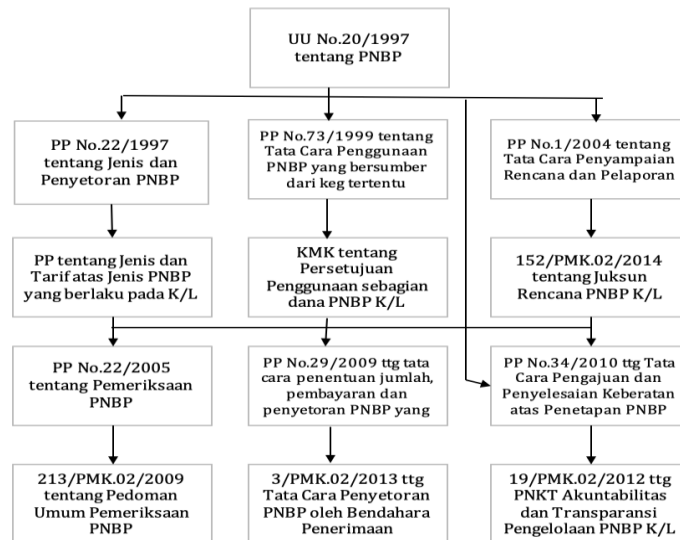 UU No.20/1997
tentang PNBP
PP No.22/1997
tentang Jenis dan
Penyetoran PNBP
PP No.73/1999 tentang
Tata Cara Penggunaan
PNBP yang bersumber
dari keg tertentu
PP No.1/2004 tentang
Tata Cara Penyampaian
Rencana dan Pelaporan
PP tentang Jenis dan
Tarif atas Jenis PNBP
yang berlaku pada K/L
KMK tentang
Persetujuan
Penggunaan sebagian
dana PNBP K/L
152/PMK.02/2014
tentang Juksun
Rencana PNBP K/L
PP No.22/2005
tentang Pemeriksaan
PNBP
PP No.29/2009 ttg tata
cara penentuan jumlah,
pembayaran dan
penyetoran PNBP yang
PP No.34/2010 ttg Tata
Cara Pengajuan dan
Penyelesaian Keberatan
atas Penetapan PNBP
213/PMK.02/2009
tentang Pedoman
Umum Pemeriksaan
PNBP
3/PMK.02/2013 ttg
Tata Cara Penyetoran
PNBP oleh Bendahara
Penerimaan
19/PMK.02/2012 ttg
PNKT Akuntabilitas
dan Transparansi
Pengelolaan PNBP K/L